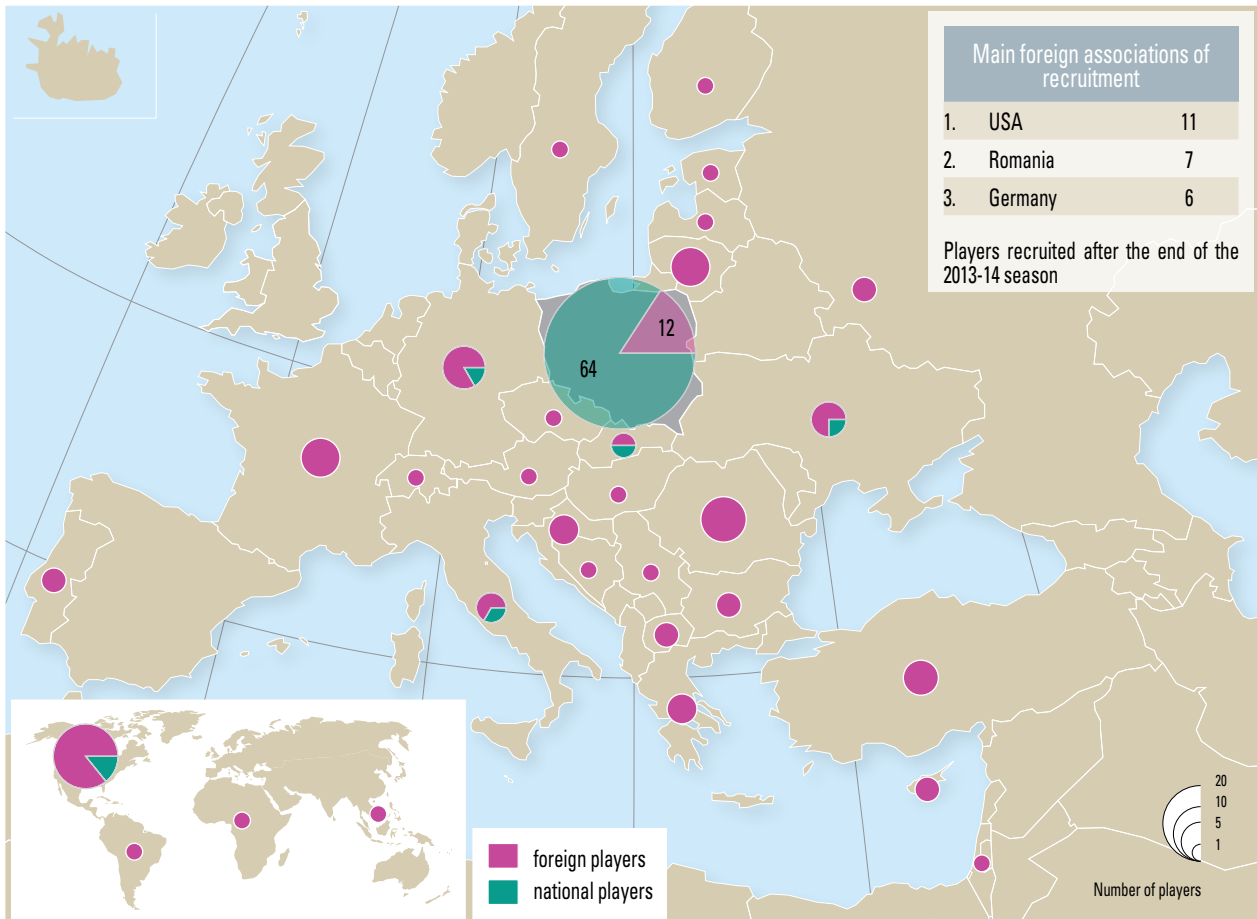 Main foreign associations of
recruitment
1. USA 11
2. Romania 7
3. Germany 6
Players recruited after the end of the
2013-14 season
12
64
foreign players
national players
20
10
5
1
Number of players